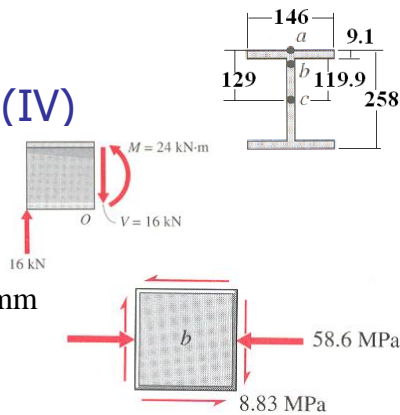 146
a
9.1
129
b
119.9
c
258
(IV)
M = 24 kN·m
O
V = 16 kN
16 kN
mm
b
58.6 MPa
8.83 MPa